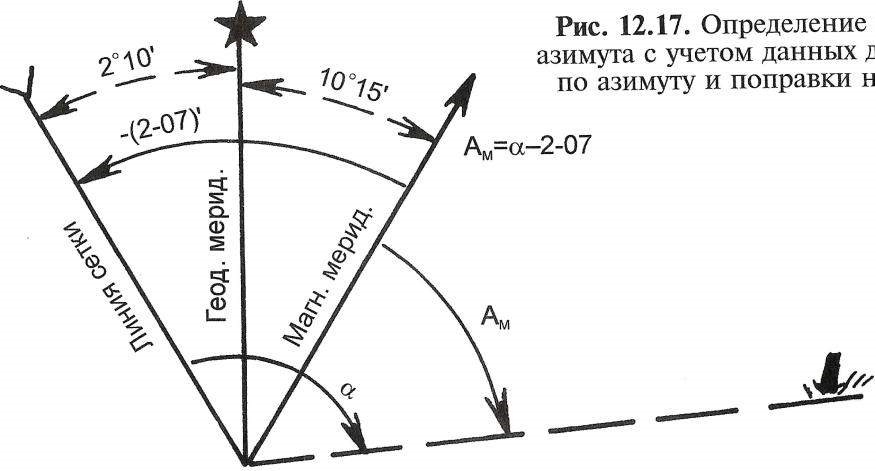 Рис. 12.17. Определение
азимута с учетом данных
по азимуту и поправки
2°10'
10°15'
-(2-07)'
Aм=α–2-07
Линия сетки
Геод. мерид.
Магн. мерид.
Aм
α